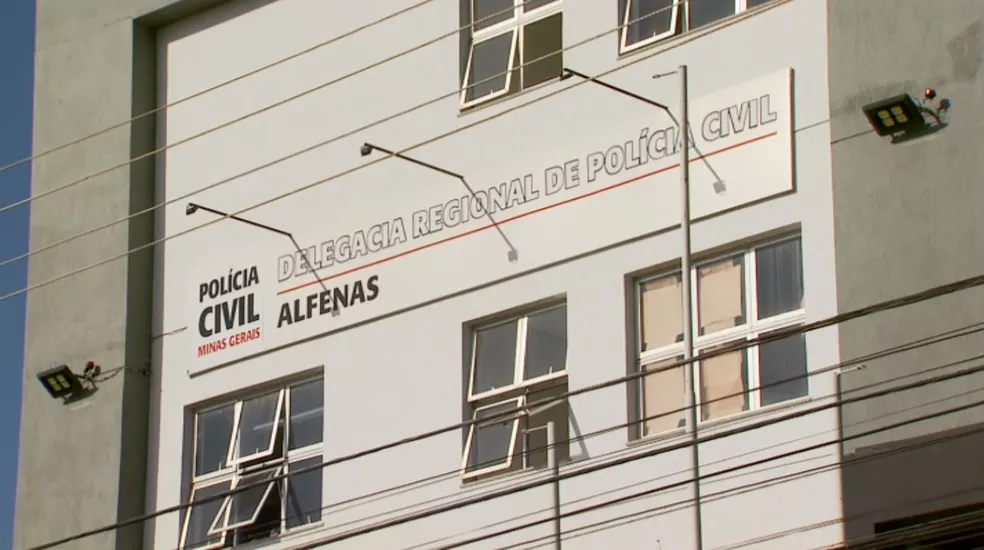 POLÍCIA
CIVIL
MINAS GERAIS
DELEGACIA REGIONAL DE POLÍCIA CIVIL
ALFENAS